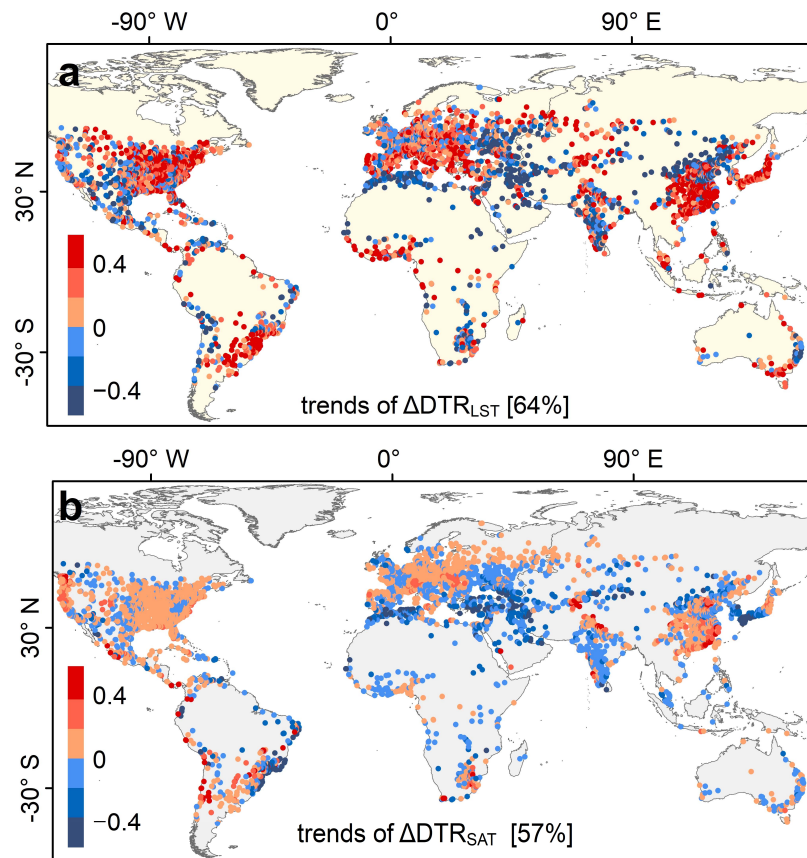 -90° W 0° 90° E
a
30° N
0.4
0
−0.4
-30° S
trends of ΔDTRLST [64%]
-90° W 0° 90° E
b
30° N
0.4
0
−0.4
-30° S
trends of ΔDTRSAT [57%]